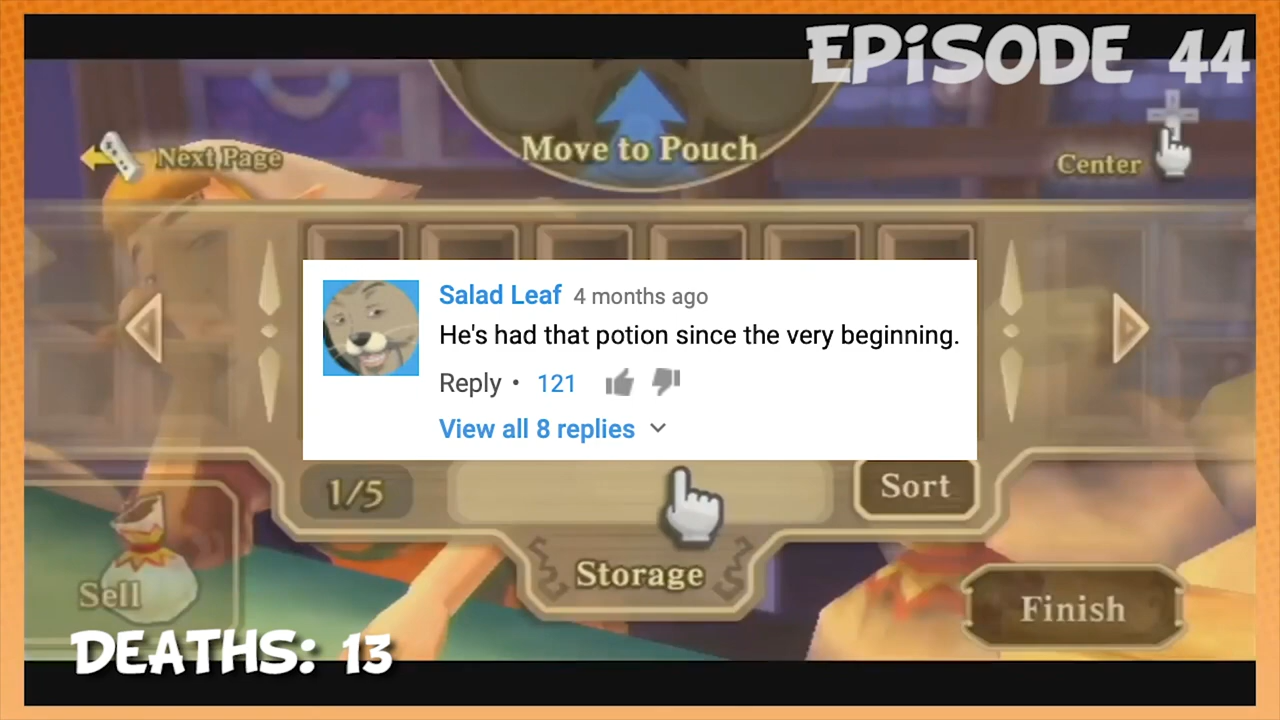 EPiSODE 44
Next Page
Move to Pouch
Center
Salad Leaf 4 months ago
He's had that potion since the very beginning.
Reply • 121
View all 8 replies
1/5
Sort
Storage
Sell
Finish
DEATHS: 13